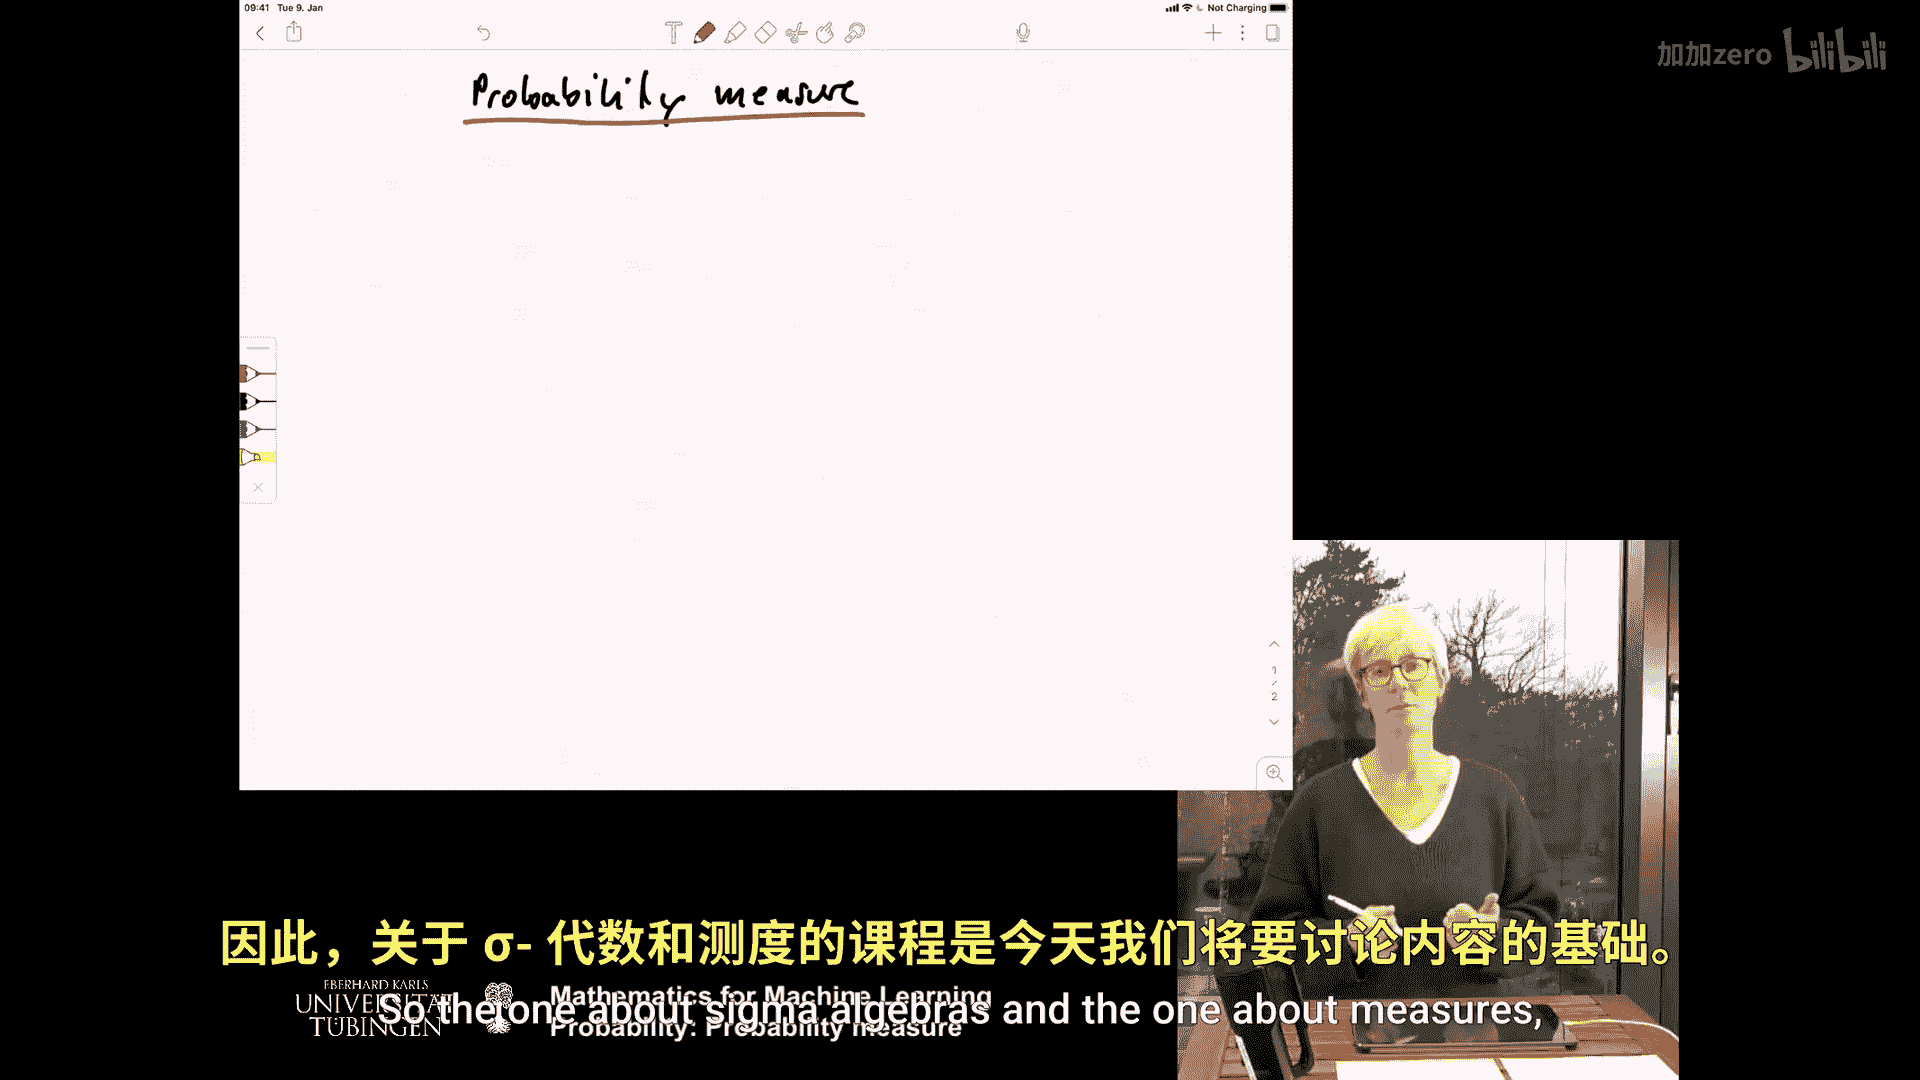 09:41 Tue 9. Jan
Not Charging
加加zero bilibili
T
Probability measure
1
/
2
因此，关于 σ- 代数和测度的课程是今天我们将要讨论内容的基础。
EBERHARD KARLS
UNIVERSITÄT
TÜBINGEN
Mathematics for Machine Learning
So the one about sigma algebras and the one about measures,
Probability: Probability measure